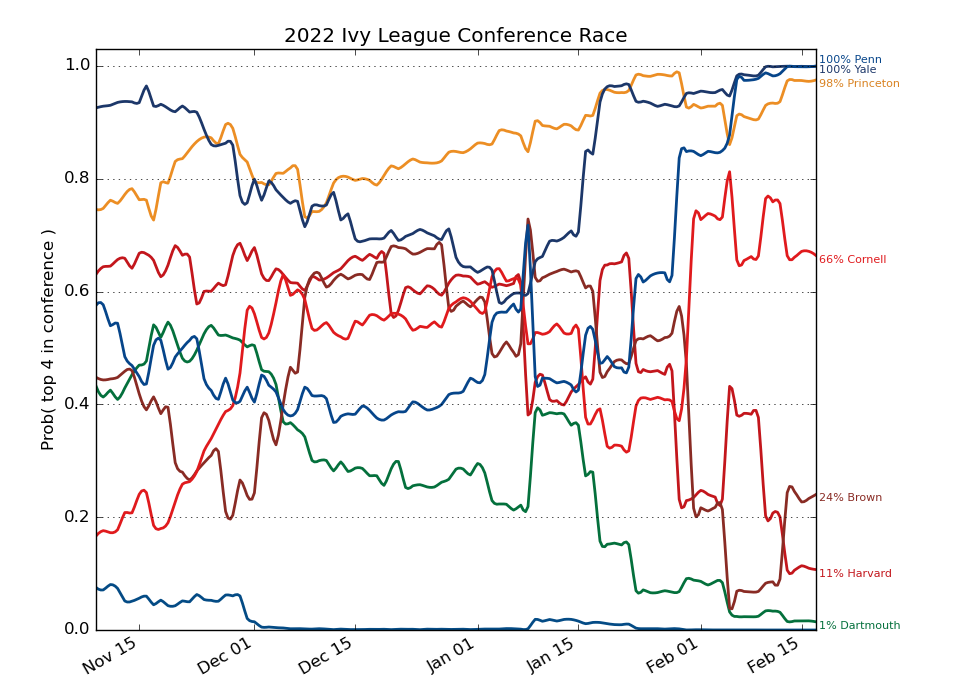 2022 Ivy League Conference Race
Prob( top 4 in conference )
1.0
0.8
0.6
0.4
0.2
0.0
Nov 15
Dec 01
Dec 15
Jan 01
Jan 15
Feb 01
Feb 15
100% Penn
100% Yale
98% Princeton
66% Cornell
24% Brown
11% Harvard
1% Dartmouth